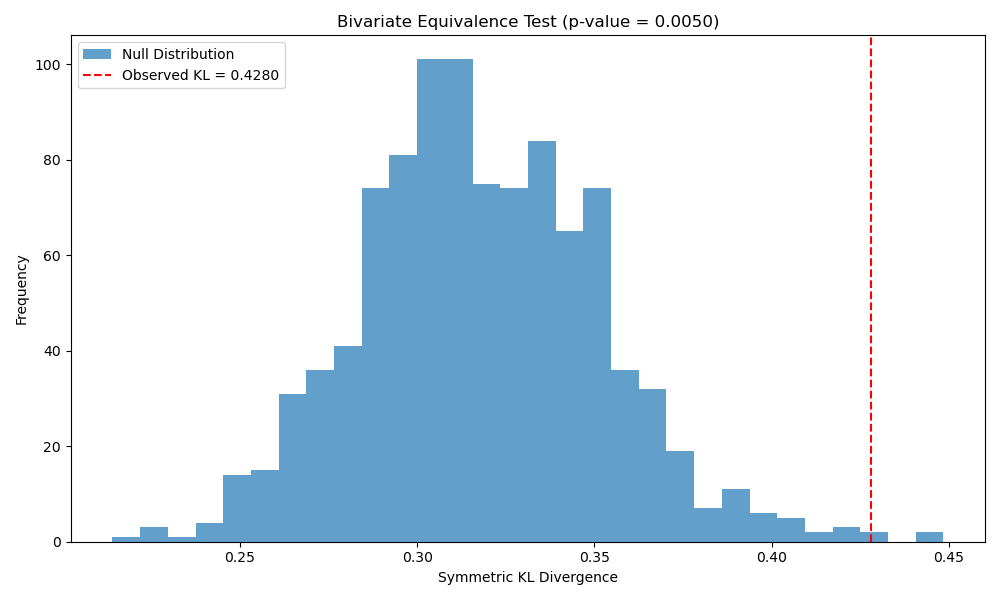 Bivariate Equivalence Test (p-value = 0.0050)
Null Distribution
Observed KL = 0.4280
Frequency
100
80
60
40
20
0
0.25
0.30
0.35
0.40
0.45
Symmetric KL Divergence